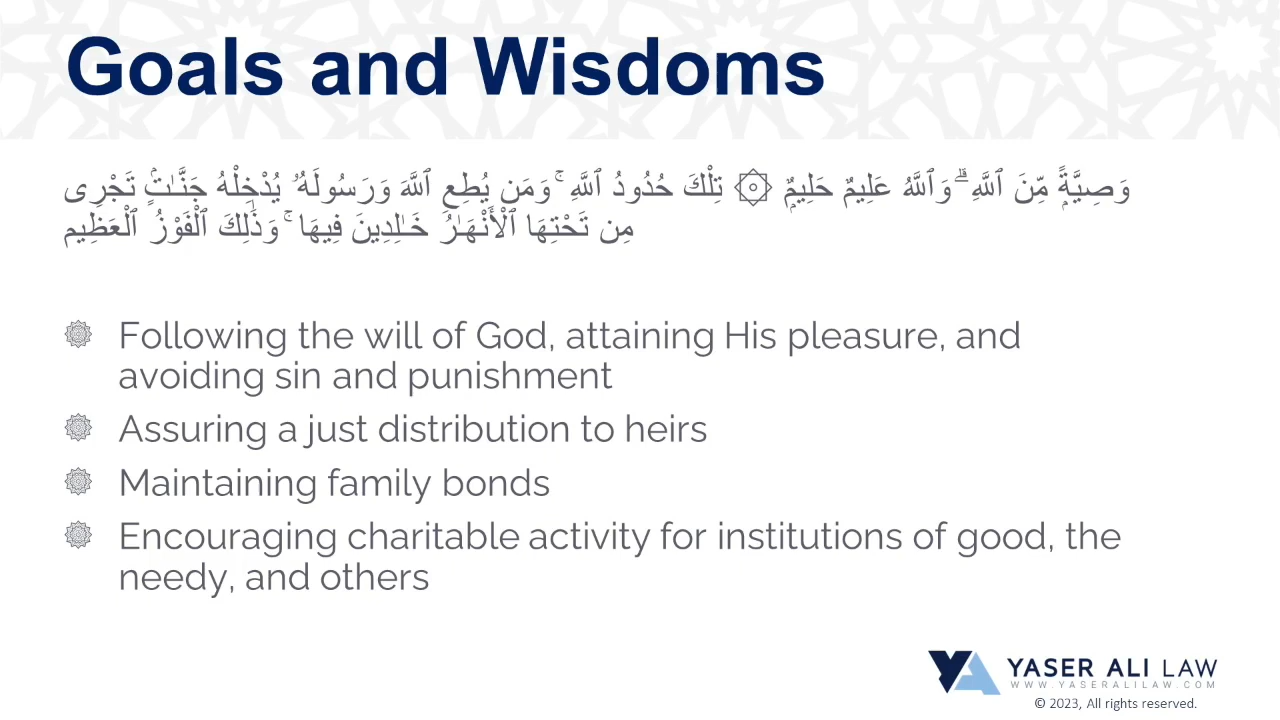 Goals and Wisdoms
وَصِيَّةًۭ مِّنَ ٱللَّهِ ۗ وَٱللَّهُ عَلِيمٌ حَلِيمٌۭ ۞ تِلْكَ حُدُودُ ٱللَّهِ ۚ وَمَن يُطِعِ ٱللَّهَ وَرَسُولَهُۥ يُدْخِلْهُ جَنَّـٰتٍۢ تَجْرِى
مِن تَحْتِهَا ٱلْأَنْهَـٰرُ خَـٰلِدِينَ فِيهَا ۚ وَذَٰلِكَ ٱلْفَوْزُ ٱلْعَظِيم
Following the will of God, attaining His pleasure, and
avoiding sin and punishment
Assuring a just distribution to heirs
Maintaining family bonds
Encouraging charitable activity for institutions of good, the
needy, and others
YASER ALI LAW
WWW.YASERALILAW.COM
© 2023, All rights reserved.